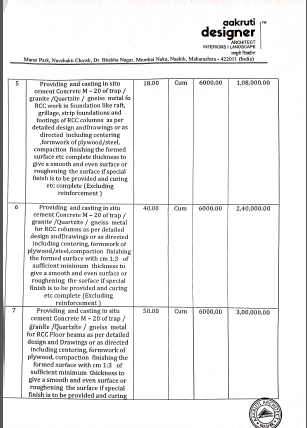 aakruti
designer
ARCHITECT
INTERIORS I LANDSCAPE
Nashik, Maharashtra - 422011 (India)
5 Providing and casting in situ 18.00 Cum 6000.00 1,08,000.00
cement Concrete M – 20 of trap /
granite /Quartzite / gneiss metal fo
RCC work in foundation like raft,
grillage, strip foundations and
footings of RCC columns as per
detailed design andDrawings or as
directed including centering
,formwork of plywood/steel,
compaction finishing the formed
surface etc complete thickness to
give a smooth and even surface or
roughening the surface if special
finish is to be provided and curing
etc complete (Excluding
reinforcement )
6 Providing and casting in situ 40.00 Cum 6000.00 2,40,000.00
cement Concrete M – 20 of trap /
granite /Quartzite / gneiss metal
for RCC columns as per detailed
design andDrawings or as directed
including centering, formwork of
plywood/steel,compaction finishing
the formed surface with cm 1:3 of
sufficient minimum thickness to
give a smooth and even surface or
roughening the surface if special
finish is to be provided and curing
etc complete (Excluding
reinforcement )
7 Providing and casting in situ 50.00 Cum 6000.00 3,00,000.00
cement Concrete M – 20 of trap /
granite /Quartzite / gneiss metal
for RCC Floor beams as per detailed
design and Drawings or as directed
including centering, formwork of
plywood, compaction finishing the
formed surface with cm 1:3 of
sufficient minimum thickness to
give a smooth and even surface or
roughening the surface if special
finish is to be provided and curing